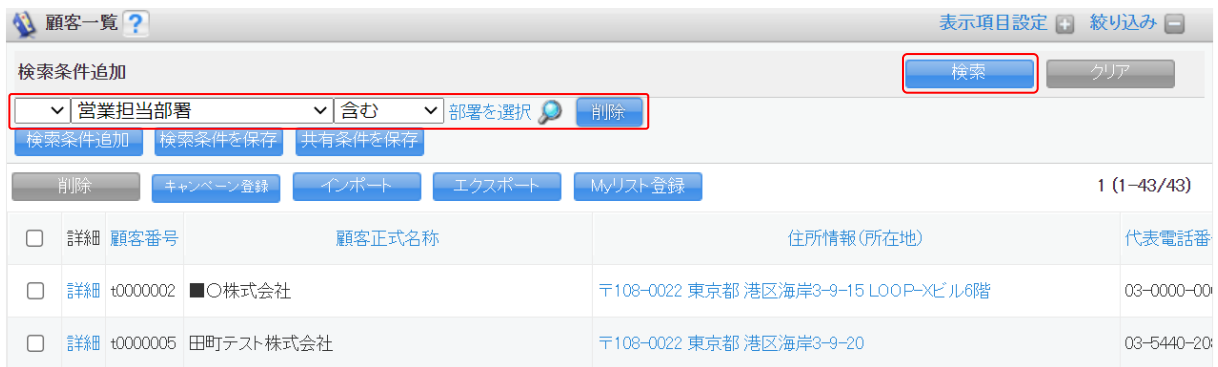 顧客一覧 ? 表示項目設定 絞り込み
検索条件追加 検索 クリア
営業担当部署 含む 部署を選択 削除
検索条件追加 検索条件を保存 共有条件を保存
削除 キャンペーン登録 インポート エクスポート Myリスト登録 1 (1-43/43)
詳細 顧客番号 顧客正式名称 住所情報(所在地) 代表電話番
詳細 t0000002 ■〇株式会社 〒108-0022 東京都 港区海岸3-9-15 LOOP-Xビル6階 03-0000-00
詳細 t0000005 田町テスト株式会社 〒108-0022 東京都 港区海岸3-9-20 03-5440-20